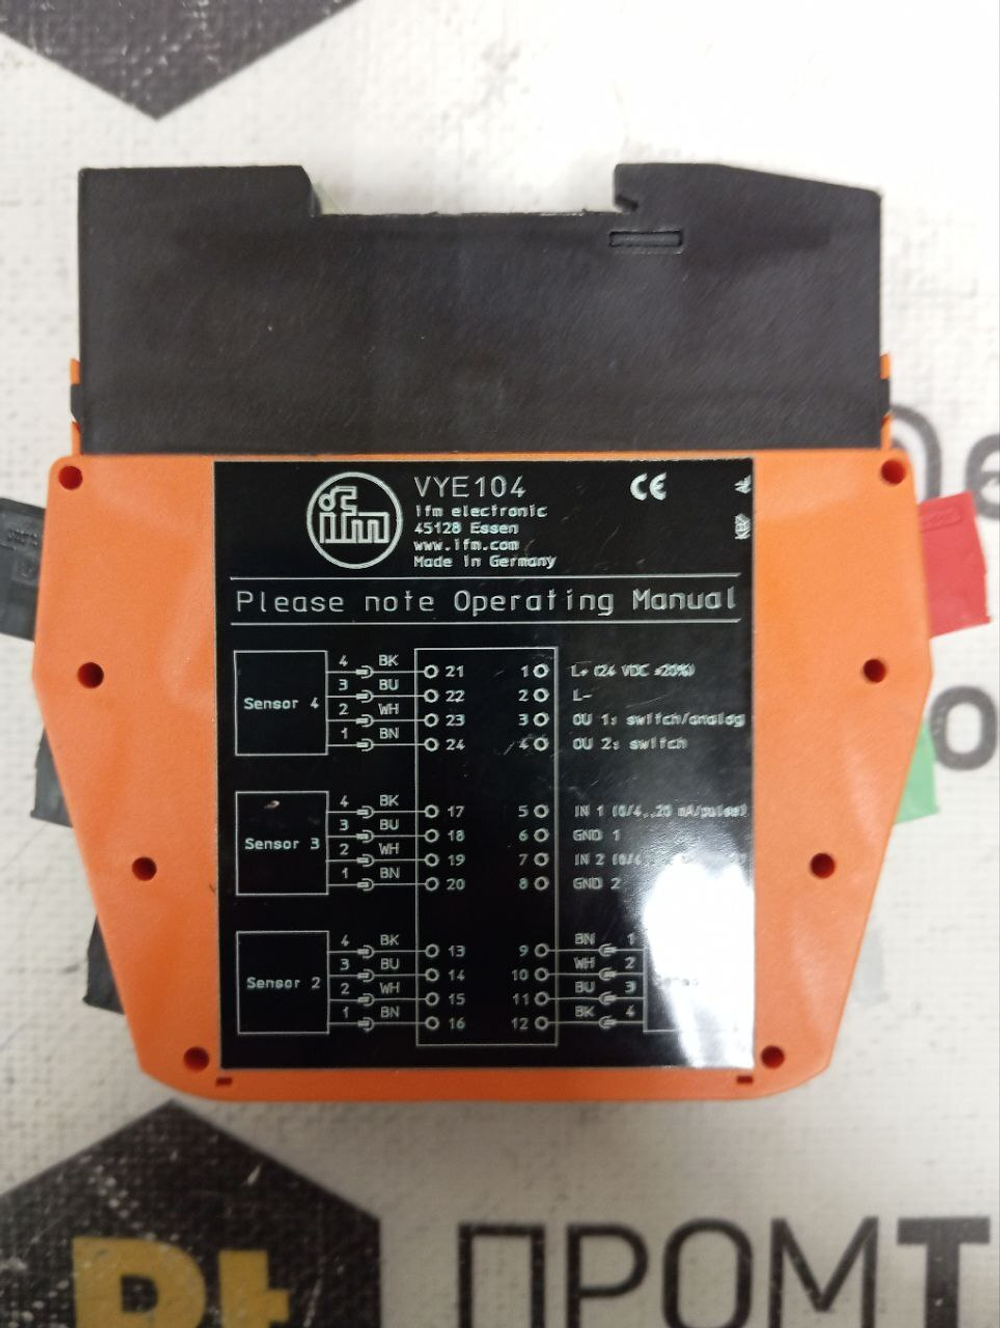 ifm
VYE104
ifm electronic
45128 Essen
www.ifm.com
Made in Germany
CE
Please note Operating Manual
Sensor 4
4 BK 21
3 BU 22
2 WH 23
1 BN 24
1 L+ (24 VDC ±20%)
2 L-
3 OU 1: switch/analog
4 OU 2: switch
Sensor 3
4 BK 17
3 BU 18
2 WH 19
1 BN 20
5 IN 1 (0/4..20 mA/pulses)
6 GND 1
7 IN 2 (0/4
8 GND 2
Sensor 2
4 BK 13
3 BU 14
2 WH 15
1 BN 16
9 BN 1
10 WH 2
11 BU 3
12 BK 4
ПРОМТ